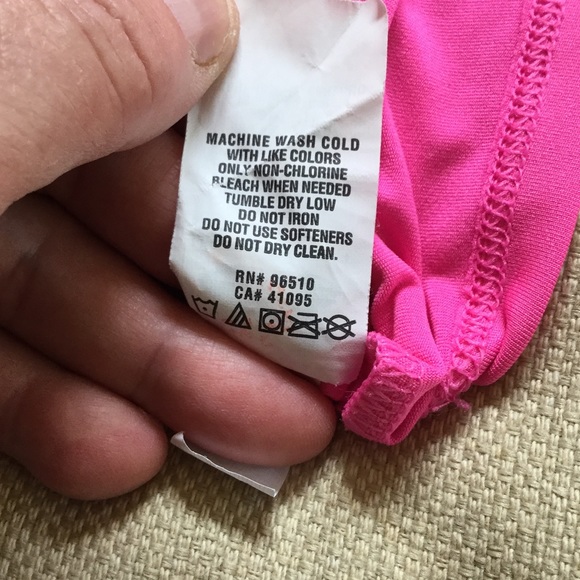 MACHINE WASH COLD
WITH LIKE COLORS
ONLY NON-CHLORINE
BLEACH WHEN NEEDED
TUMBLE DRY LOW
DO NOT IRON
DO NOT USE SOFTENERS
DO NOT DRY CLEAN.
RN# 96510
CA# 41095